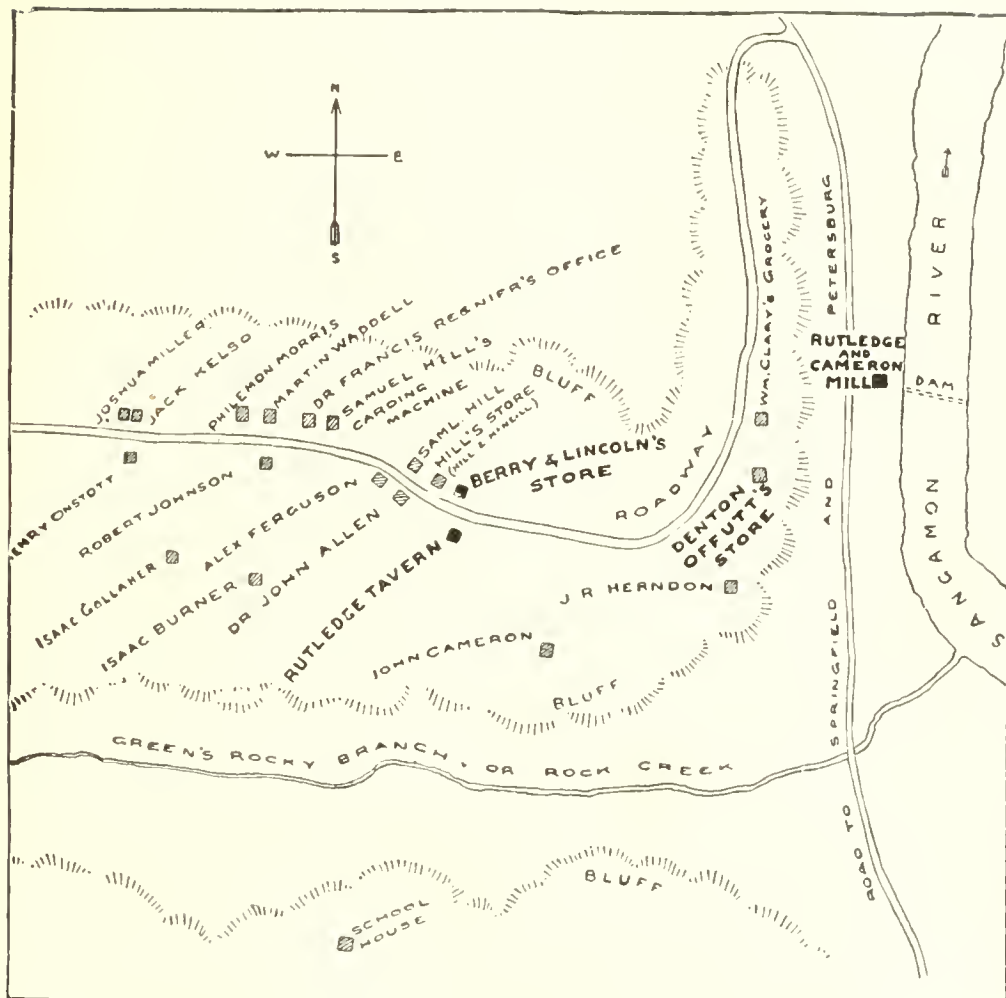 N
W
E
S
JOSHUA MILLER
JACK KELSO
PHILEMON MORRIS
MARTIN WADDELL
DR FRANCIS REGNIER'S OFFICE
SAMUEL HILL'S
CARDING
MACHINE
SAML. HILL
HILL'S STORE
(HILL & McNEILL)
BLUFF
BERRY & LINCOLN'S
STORE
ROADWAY
WM. CLARY'S GROCERY
DENTON
OFFUTT'S
STORE
RUTLEDGE
AND
CAMERON
MILL
DAM
SANGAMON RIVER
ROAD TO SPRINGFIELD AND PETERSBURG
HENRY ONSTOTT
ROBERT JOHNSON
ISAAC GOLLAHER
ALEX FERGUSON
ISAAC BURNER
DR JOHN ALLEN
RUTLEDGE TAVERN
J R HERNDON
JOHN CAMERON
BLUFF
GREEN'S ROCKY BRANCH, OR ROCK CREEK
BLUFF
SCHOOL
HOUSE